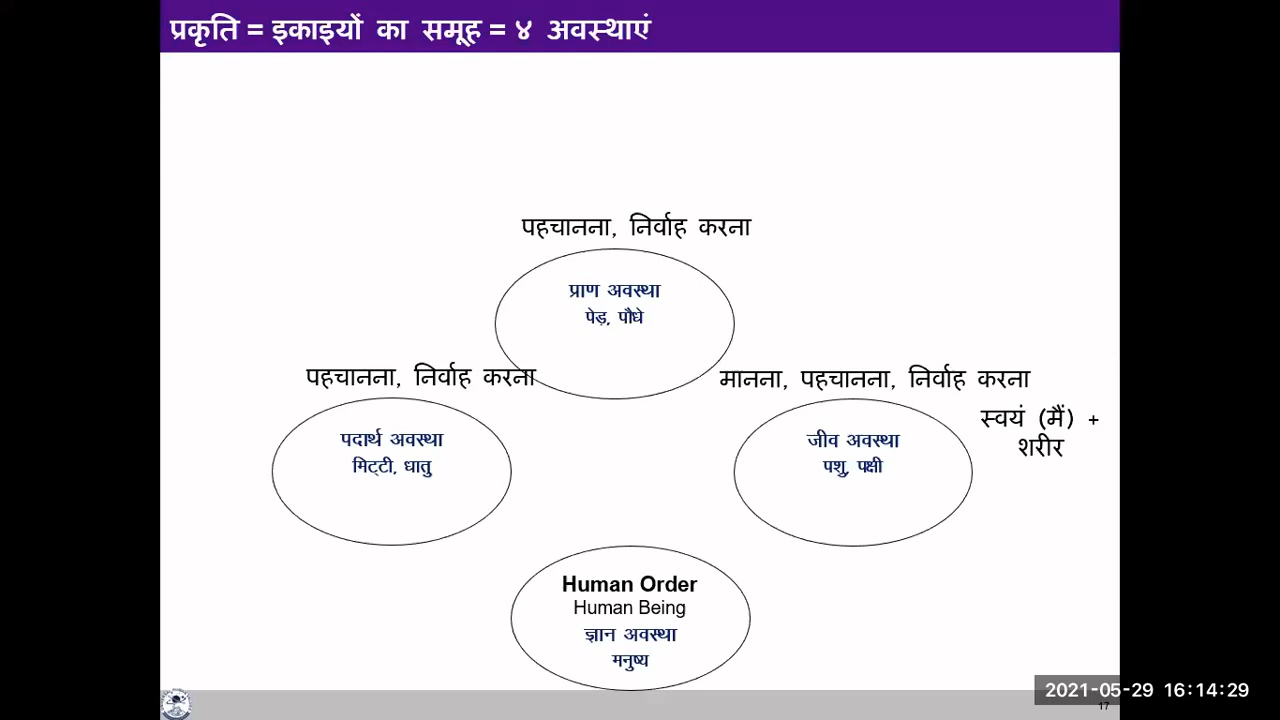 प्रकृति = इकाइयों का समूह = ४ अवस्थाएं
पहचानना, निर्वाह करना
प्राण अवस्था
पेड़, पौधे
पहचानना, निर्वाह करना
पदार्थ अवस्था
मिट्टी, धातु
मानना, पहचानना, निर्वाह करना
स्वयं (मैं) +
शरीर
जीव अवस्था
पशु, पक्षी
Human Order
Human Being
ज्ञान अवस्था
मनुष्य
2021-05-29 16:14:29
17